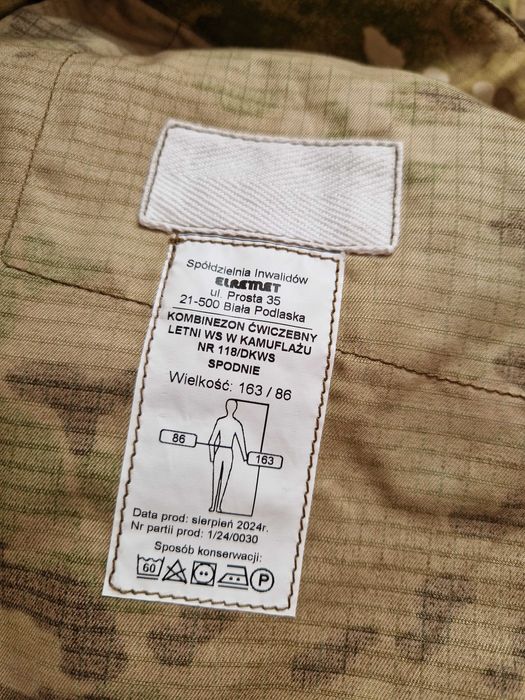 Spółdzielnia Inwalidów
ELREMET
ul. Prosta 35
21-500 Biała Podlaska
KOMBINEZON ĆWICZEBNY
LETNI WS W KAMUFLAŻU
NR 118/DKWS
SPODNIE
Wielkość: 163 / 86
86
163
Data prod: sierpień 2024r.
Nr partii prod: 1/24/0030
Sposób konserwacji:
60 P